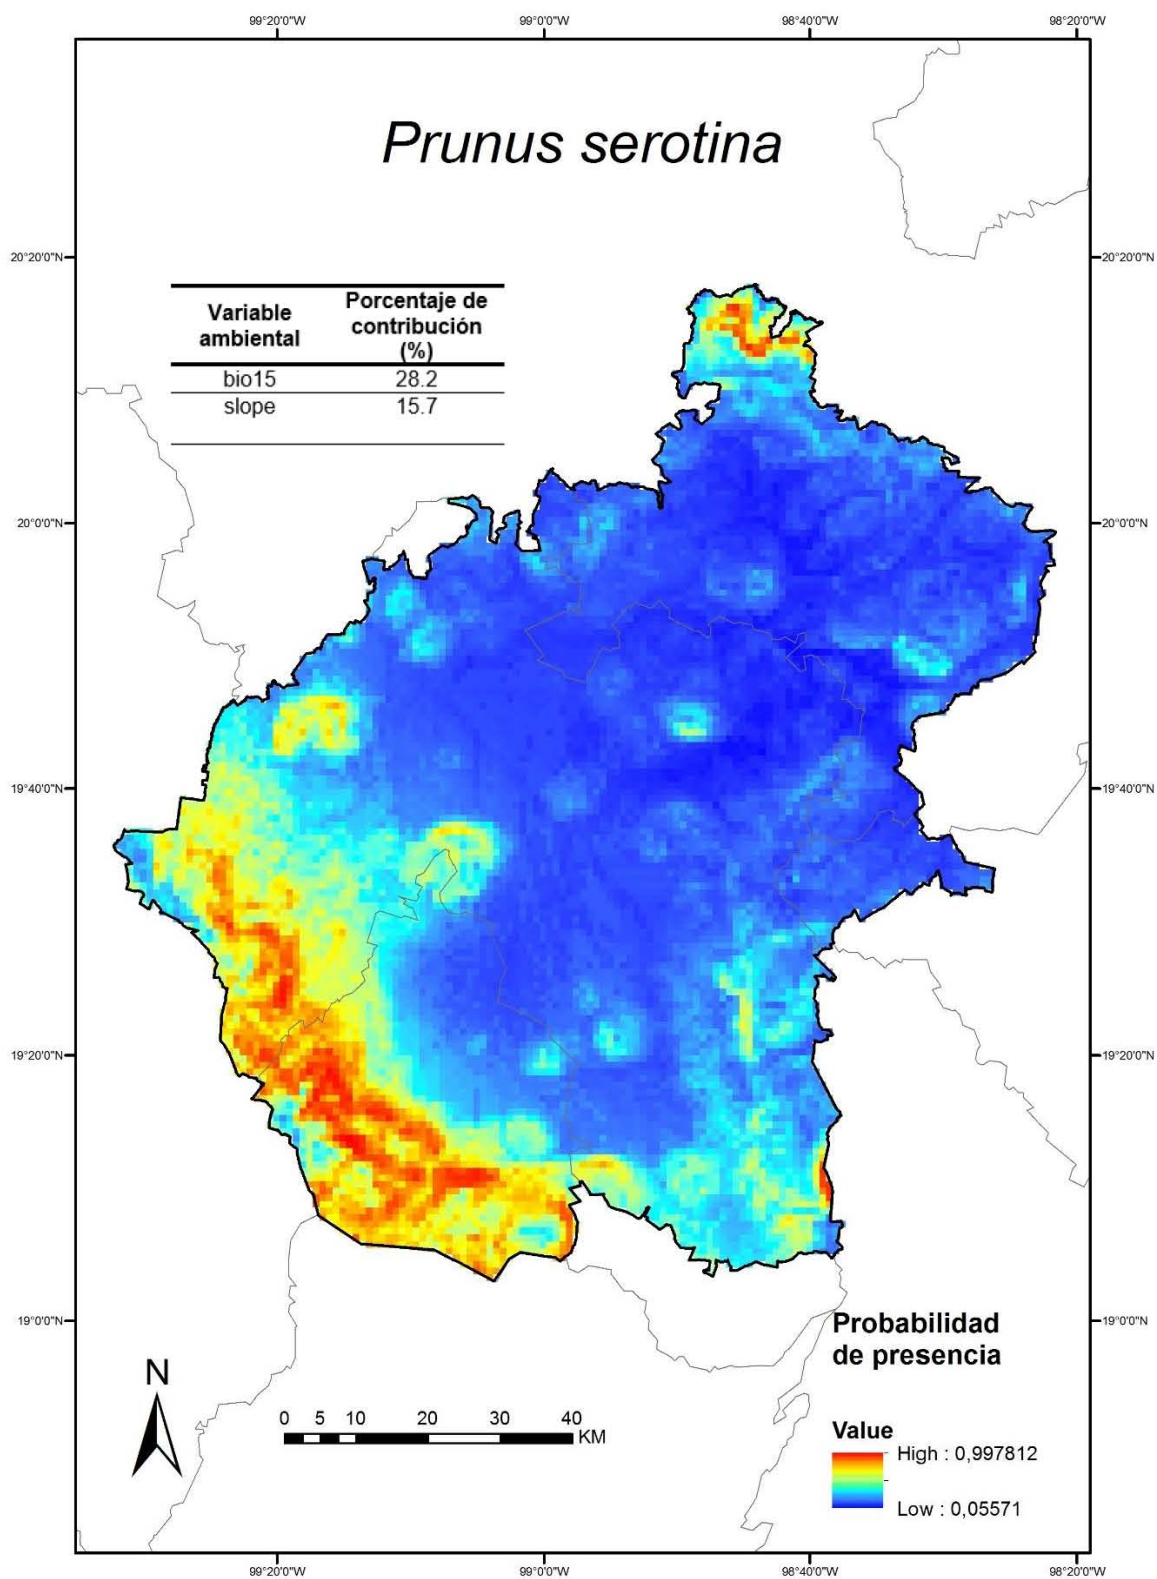 99°20'0"W 99°0'0"W 98°40'0"W 98°20'0"W
Prunus serotina
20°20'0"N 20°20'0"N
Variable ambiental Porcentaje de contribución (%)
bio15 28.2
slope 15.7
20°0'0"N 20°0'0"N
19°40'0"N 19°40'0"N
19°20'0"N 19°20'0"N
19°0'0"N 19°0'0"N
Probabilidad
de presencia
N
0 5 10 20 30 40
KM
Value
High : 0,997812
Low : 0,05571
99°20'0"W 99°0'0"W 98°40'0"W 98°20'0"W